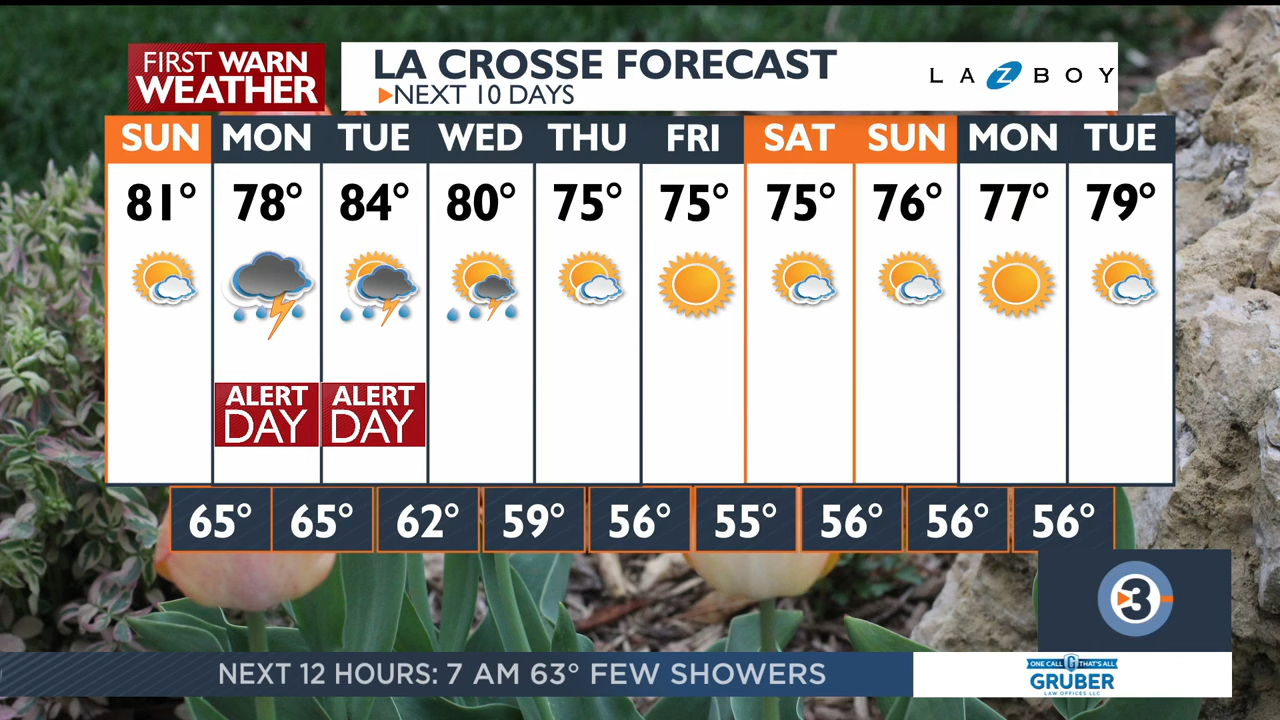 FIRST WARN
WEATHER
LA CROSSE FORECAST
NEXT 10 DAYS
LA Z BOY
SUN MON TUE WED THU FRI SAT SUN MON TUE
81° 78° 84° 80° 75° 75° 75° 76° 77° 79°
ALERT DAY ALERT DAY
65° 65° 62° 59° 56° 55° 56° 56° 56°
3
NEXT 12 HOURS: 7 AM 63° FEW SHOWERS
ONE CALL G THAT'S ALL
GRUBER
LAW OFFICES LLC